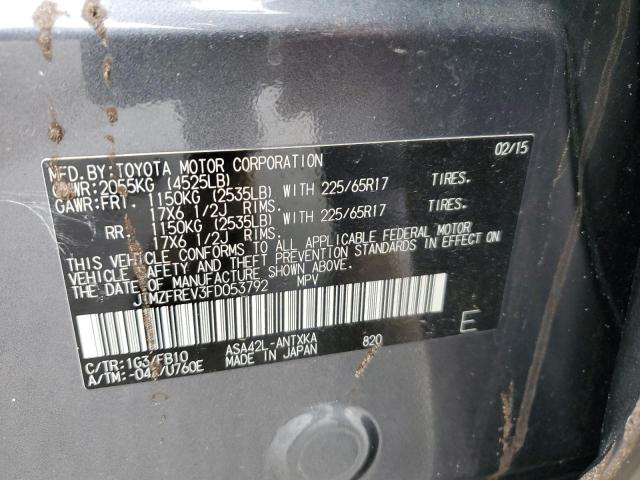 02/15
MFD.BY:TOYOTA MOTOR CORPORATION
GVWR:2055KG (4525LB)
GAWR:FRT. 1150KG (2535LB) WITH 225/65R17 TIRES.
17X6 1/2J RIMS.
RR. 1150KG (2535LB) WITH 225/65R17 TIRES.
17X6 1/2J RIMS.
THIS VEHICLE CONFORMS TO ALL APPLICABLE FEDERAL MOTOR
VEHICLE SAFETY AND THEFT PREVENTION STANDARDS IN EFFECT ON
THE DATE OF MANUFACTURE SHOWN ABOVE.
JTMZFREV3FD053792 MPV
E
C/TR:1G3/FB10 ASA42L-ANTXKA 820
A/TM:-04A/U760E MADE IN JAPAN